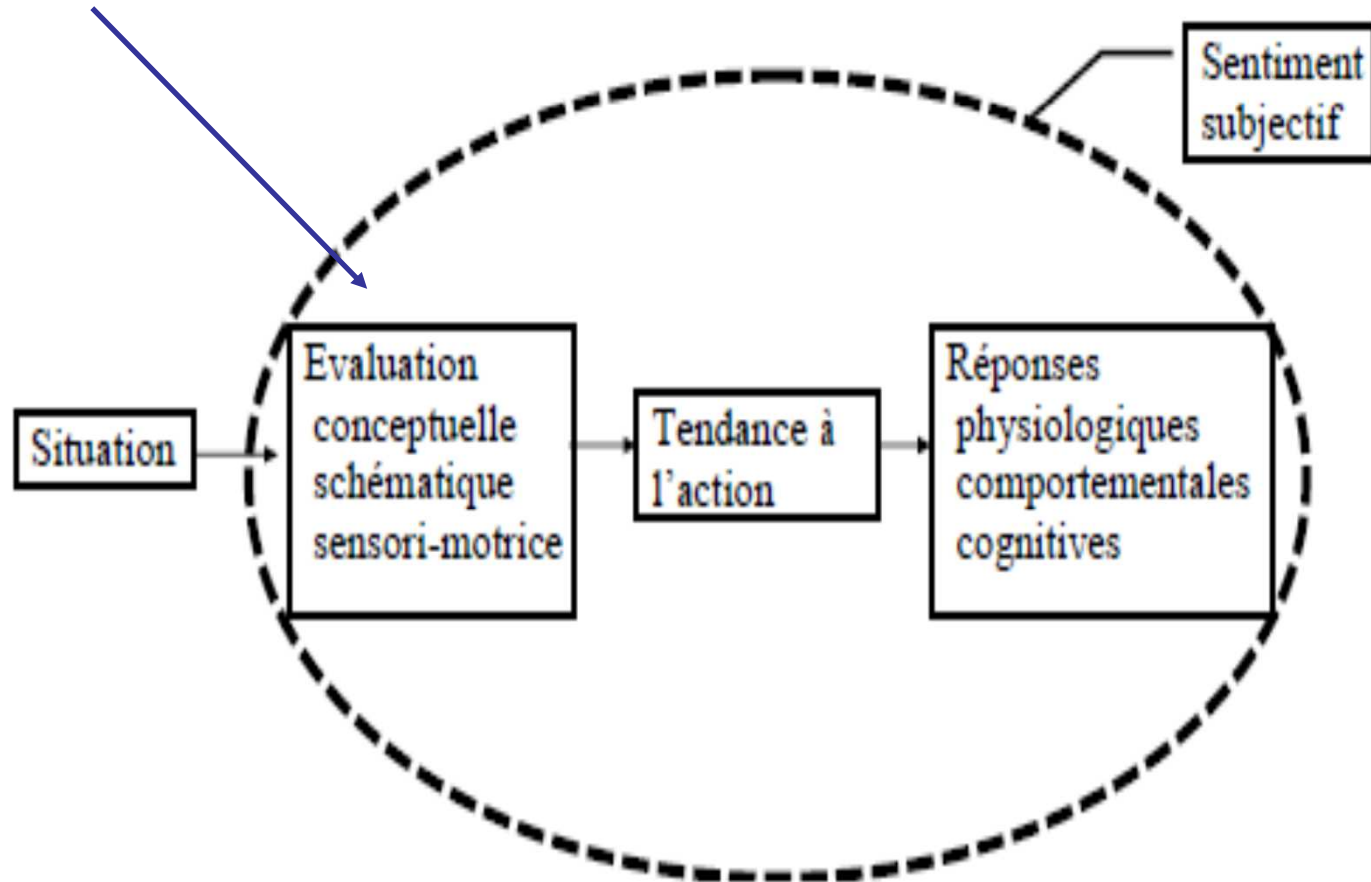 Sentiment
subjectif
Situation
Evaluation
conceptuelle
schématique
sensori-motrice
Tendance à
l'action
Réponses
physiologiques
comportementales
cognitives